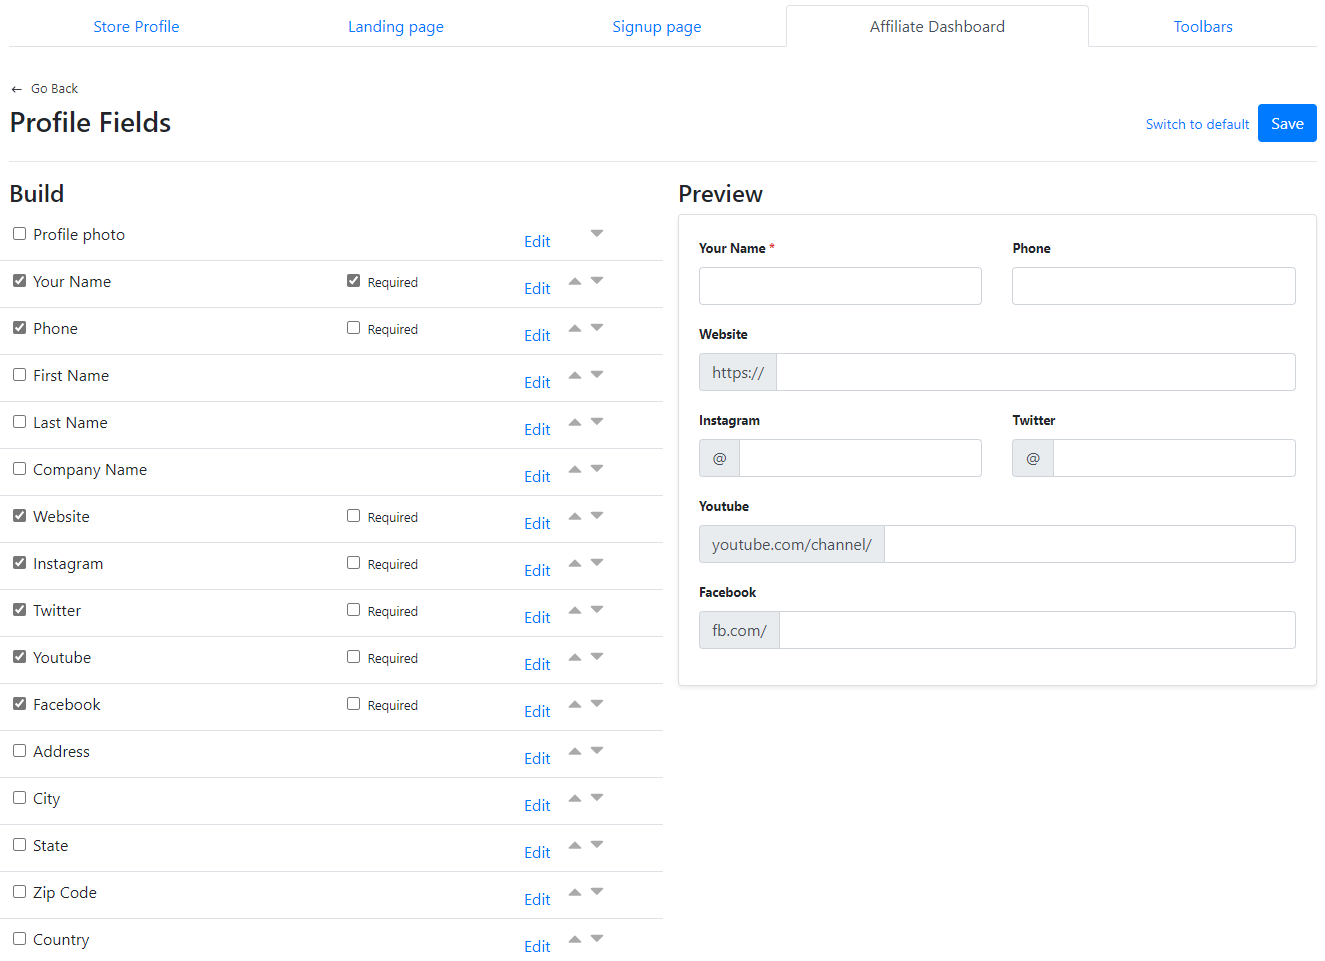 Store Profile Landing page Signup page Affiliate Dashboard Toolbars
← Go Back
Profile Fields
Switch to default Save
Build
Profile photo Edit
Your Name Required Edit
Phone Required Edit
First Name Edit
Last Name Edit
Company Name Edit
Website Required Edit
Instagram Required Edit
Twitter Required Edit
Youtube Required Edit
Facebook Required Edit
Address Edit
City Edit
State Edit
Zip Code Edit
Country Edit
Preview
Your Name * Phone
Website
https://
Instagram Twitter
@ @
Youtube
youtube.com/channel/
Facebook
fb.com/